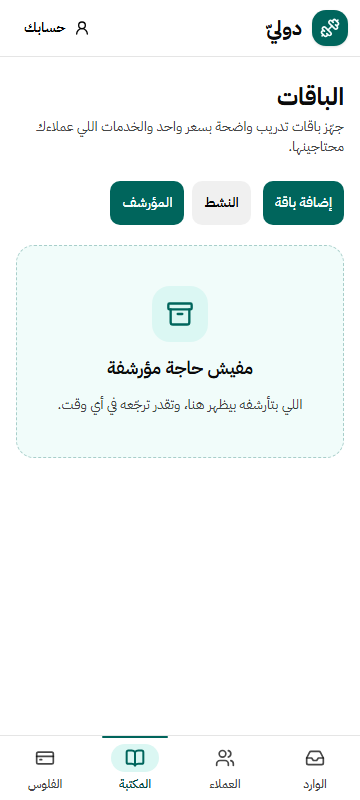 دوليّ
حسابك
الباقات
جهّز باقات تدريب واضحة بسعر واحد والخدمات اللي عملاءك
محتاجينها.
إضافة باقة
النشط
المؤرشف
مفيش حاجة مؤرشفة
اللي بتأرشفه بيظهر هنا، وتقدر ترجّعه في أي وقت.
الوارد
العملاء
المكتبة
الفلوس